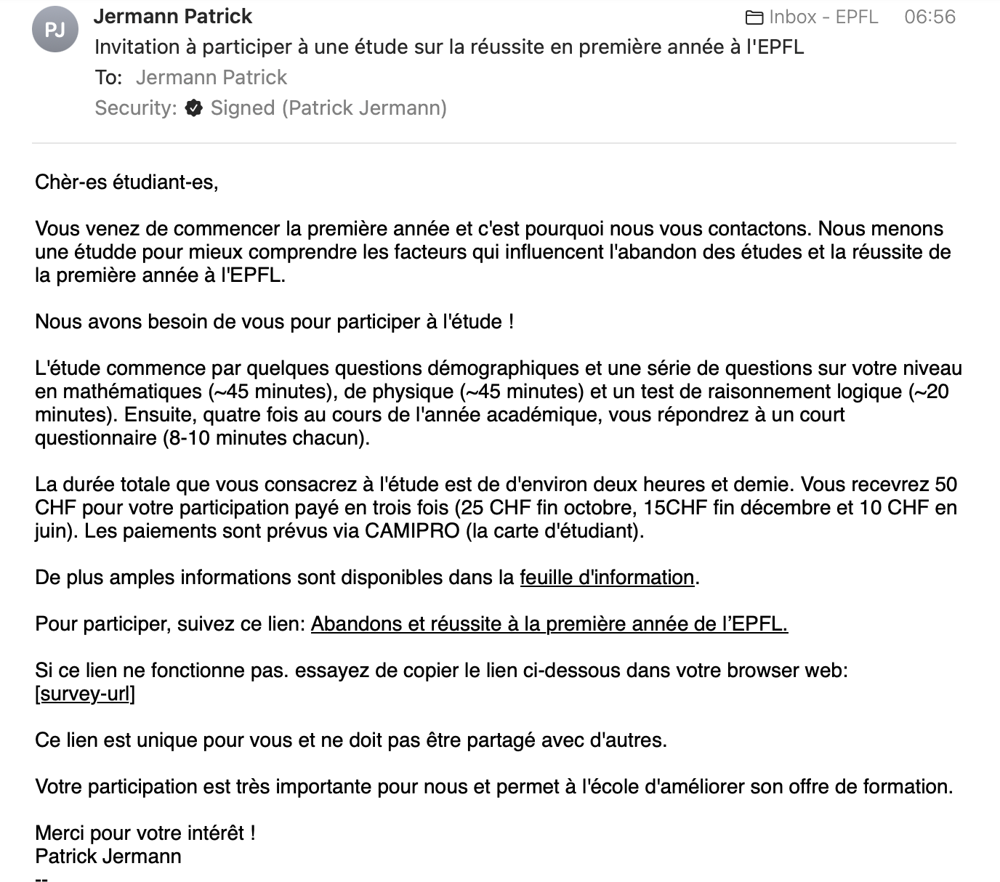 PJ
Jermann Patrick
Inbox - EPFL 06:56
Invitation à participer à une étude sur la réussite en première année à l'EPFL
To: Jermann Patrick
Security: Signed (Patrick Jermann)
Chèr-es étudiant-es,
Vous venez de commencer la première année et c'est pourquoi nous vous contactons. Nous menons
une étudde pour mieux comprendre les facteurs qui influencent l'abandon des études et la réussite de
la première année à l'EPFL.
Nous avons besoin de vous pour participer à l'étude !
L'étude commence par quelques questions démographiques et une série de questions sur votre niveau
en mathématiques (~45 minutes), de physique (~45 minutes) et un test de raisonnement logique (~20
minutes). Ensuite, quatre fois au cours de l'année académique, vous répondrez à un court
questionnaire (8-10 minutes chacun).
La durée totale que vous consacrez à l'étude est de d'environ deux heures et demie. Vous recevrez 50
CHF pour votre participation payé en trois fois (25 CHF fin octobre, 15CHF fin décembre et 10 CHF en
juin). Les paiements sont prévus via CAMIPRO (la carte d'étudiant).
De plus amples informations sont disponibles dans la feuille d'information.
Pour participer, suivez ce lien: Abandons et réussite à la première année de l’EPFL.
Si ce lien ne fonctionne pas. essayez de copier le lien ci-dessous dans votre browser web:
[survey-url]
Ce lien est unique pour vous et ne doit pas être partagé avec d'autres.
Votre participation est très importante pour nous et permet à l'école d'améliorer son offre de formation.
Merci pour votre intérêt !
Patrick Jermann
--